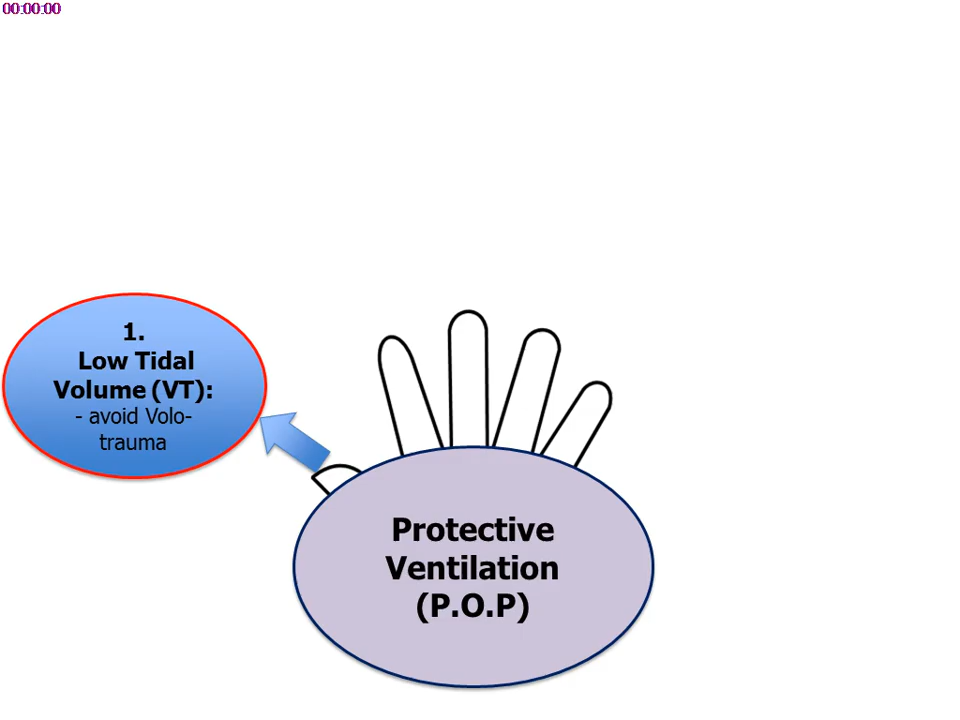 00:00:00
1.
Low Tidal
Volume (VT):
- avoid Volo-
trauma
Protective
Ventilation
(P.O.P)